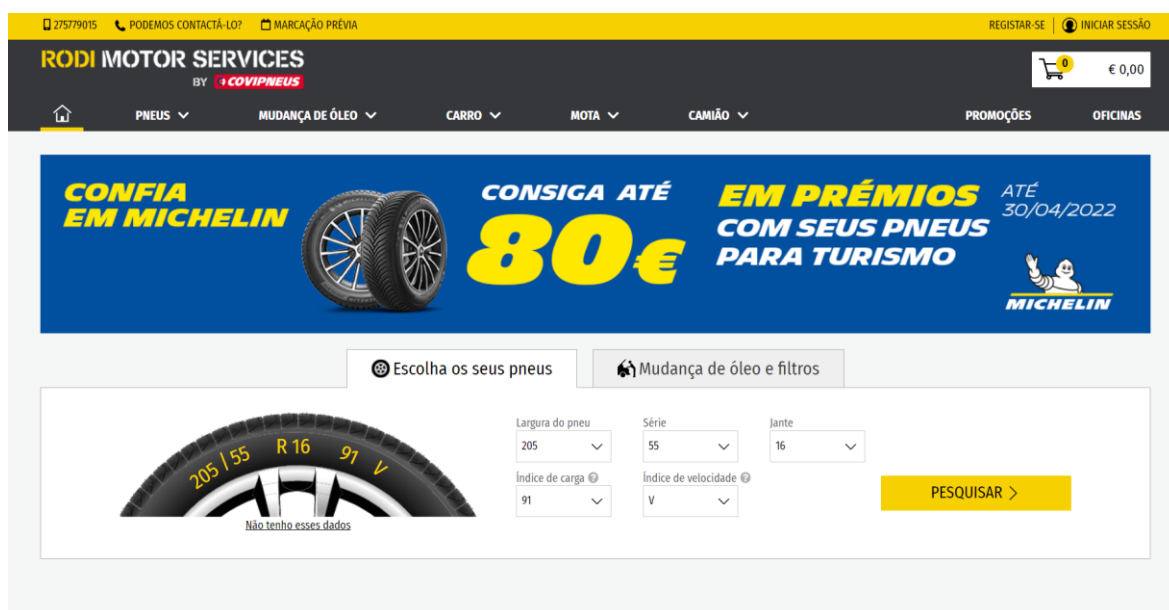 275779015 PODEMOS CONTACTÁ-LO? MARCAÇÃO PRÉVIA REGISTAR-SE INICIAR SESSÃO
RODI MOTOR SERVICES
BY COVIPNEUS
0 € 0,00
PNEUS MUDANÇA DE ÓLEO CARRO MOTA CAMIÃO PROMOÇÕES OFICINAS
CONFIA
EM MICHELIN
CONSIGA ATÉ
80€
EM PRÉMIOS
COM SEUS PNEUS
PARA TURISMO
ATÉ
30/04/2022
MICHELIN
Escolha os seus pneus Mudança de óleo e filtros
205 | 55 R 16 91 V
Não tenho esses dados
Largura do pneu Série Jante
205 55 16
Índice de carga Índice de velocidade
91 V
PESQUISAR